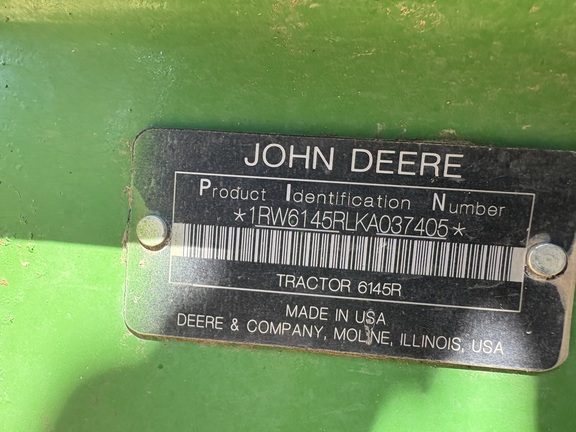 JOHN DEERE
P I N
Product Identification Number
*1RW6145RLKA037405*
TRACTOR 6145R
MADE IN USA
DEERE & COMPANY, MOLINE, ILLINOIS, USA